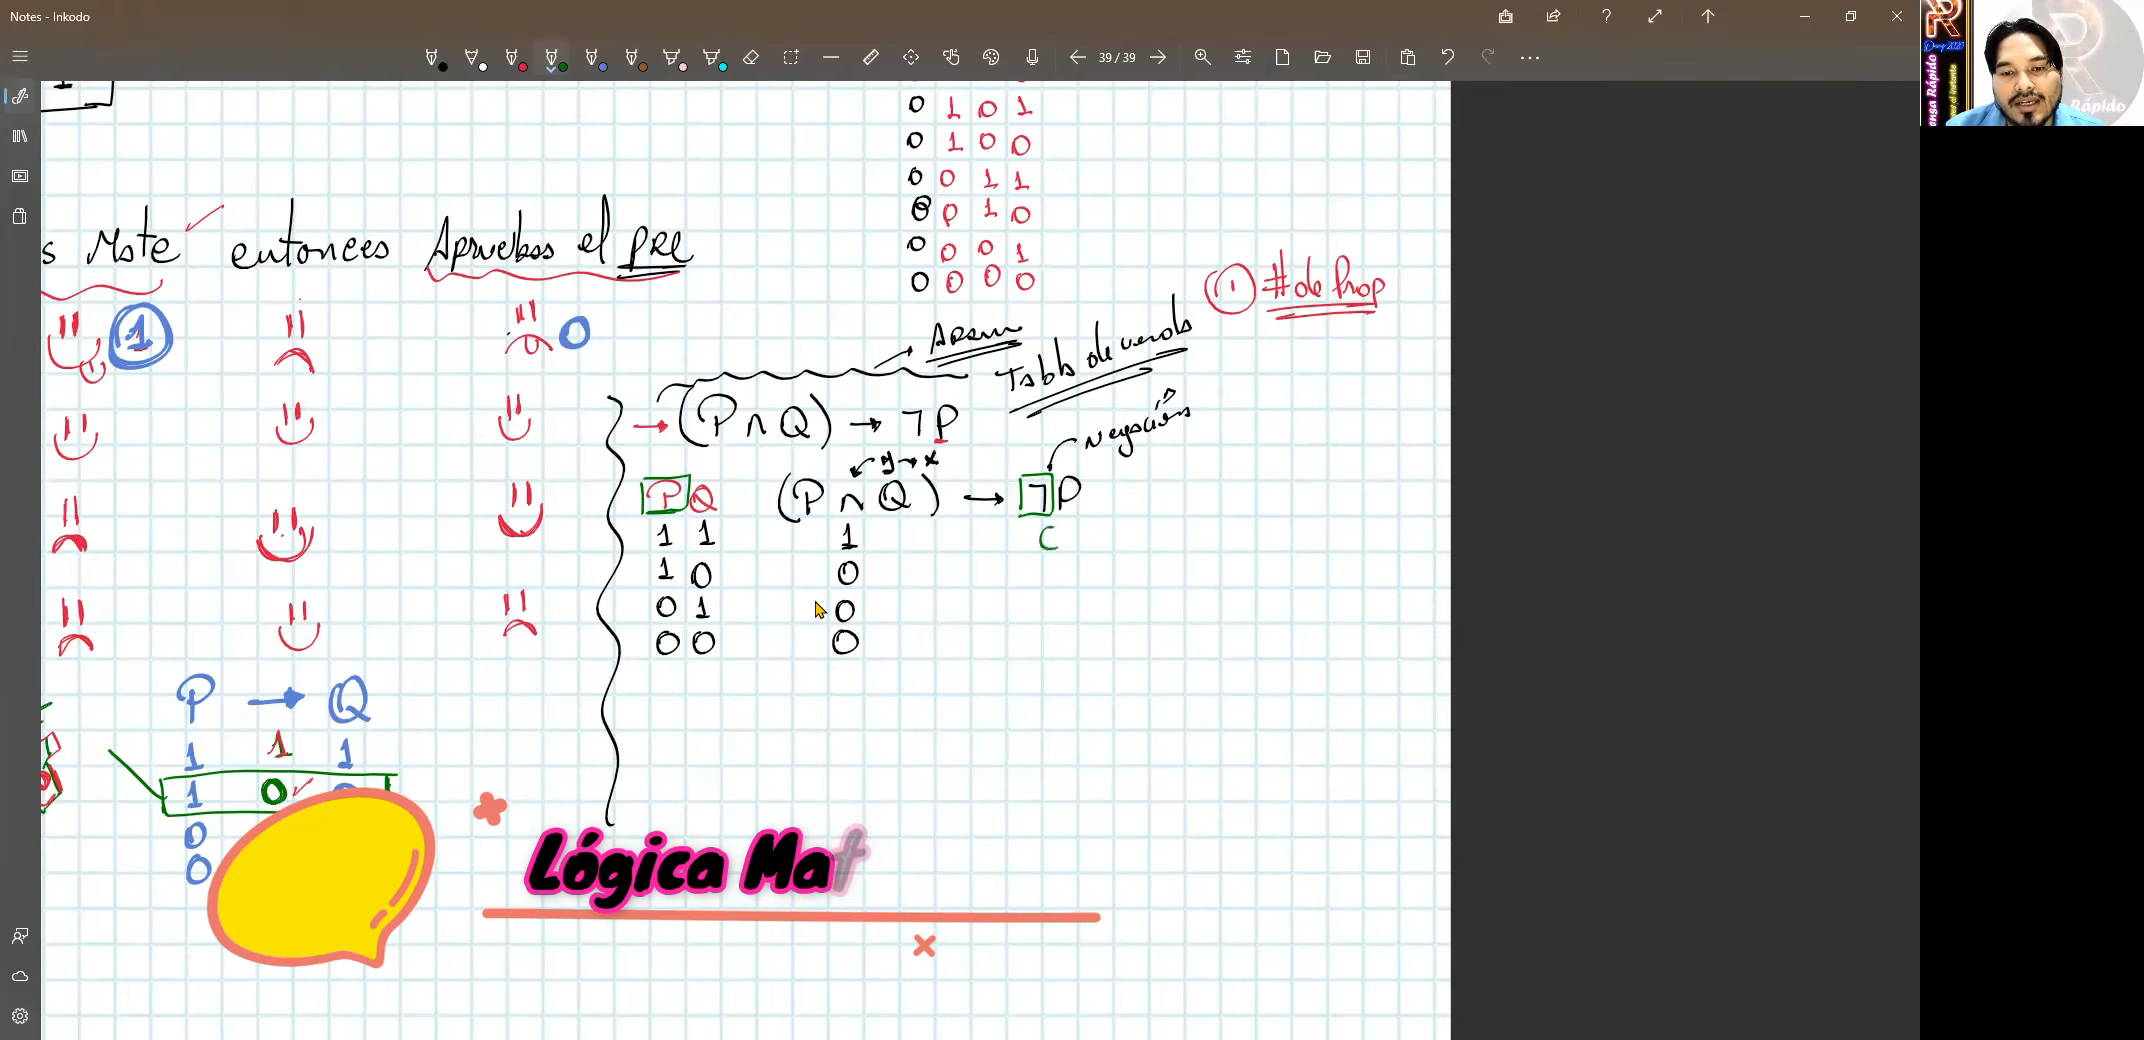 Notes - Inkodo
39 / 39
0 1 0 1
0 1 0 0
0 0 1 1
0 0 1 0
0 0 0 1
0 0 0 0
s Mate entonces Apruebas el PRE
1 0
① # de Prop
Tabla de verdad
(P ∧ Q) → ¬P
negación
y
P Q (P ∧ Q) → ¬P
1 1 1
1 0 0
0 1 0
0 0 0
P → Q
1 1 1
1 0
0
0
Lógica Mat
Rápido
ensa Rápido